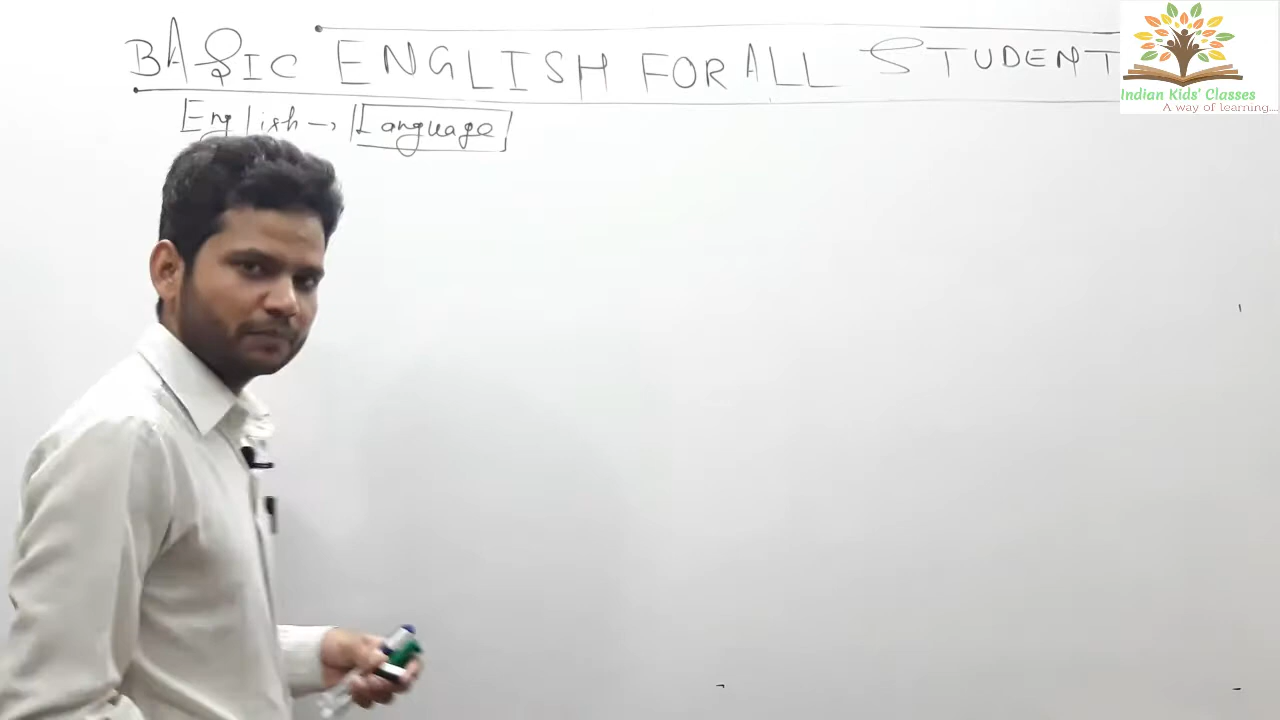 BASIC ENGLISH FOR ALL STUDENT
English → Language
Indian Kids' Classes
A way of learning...